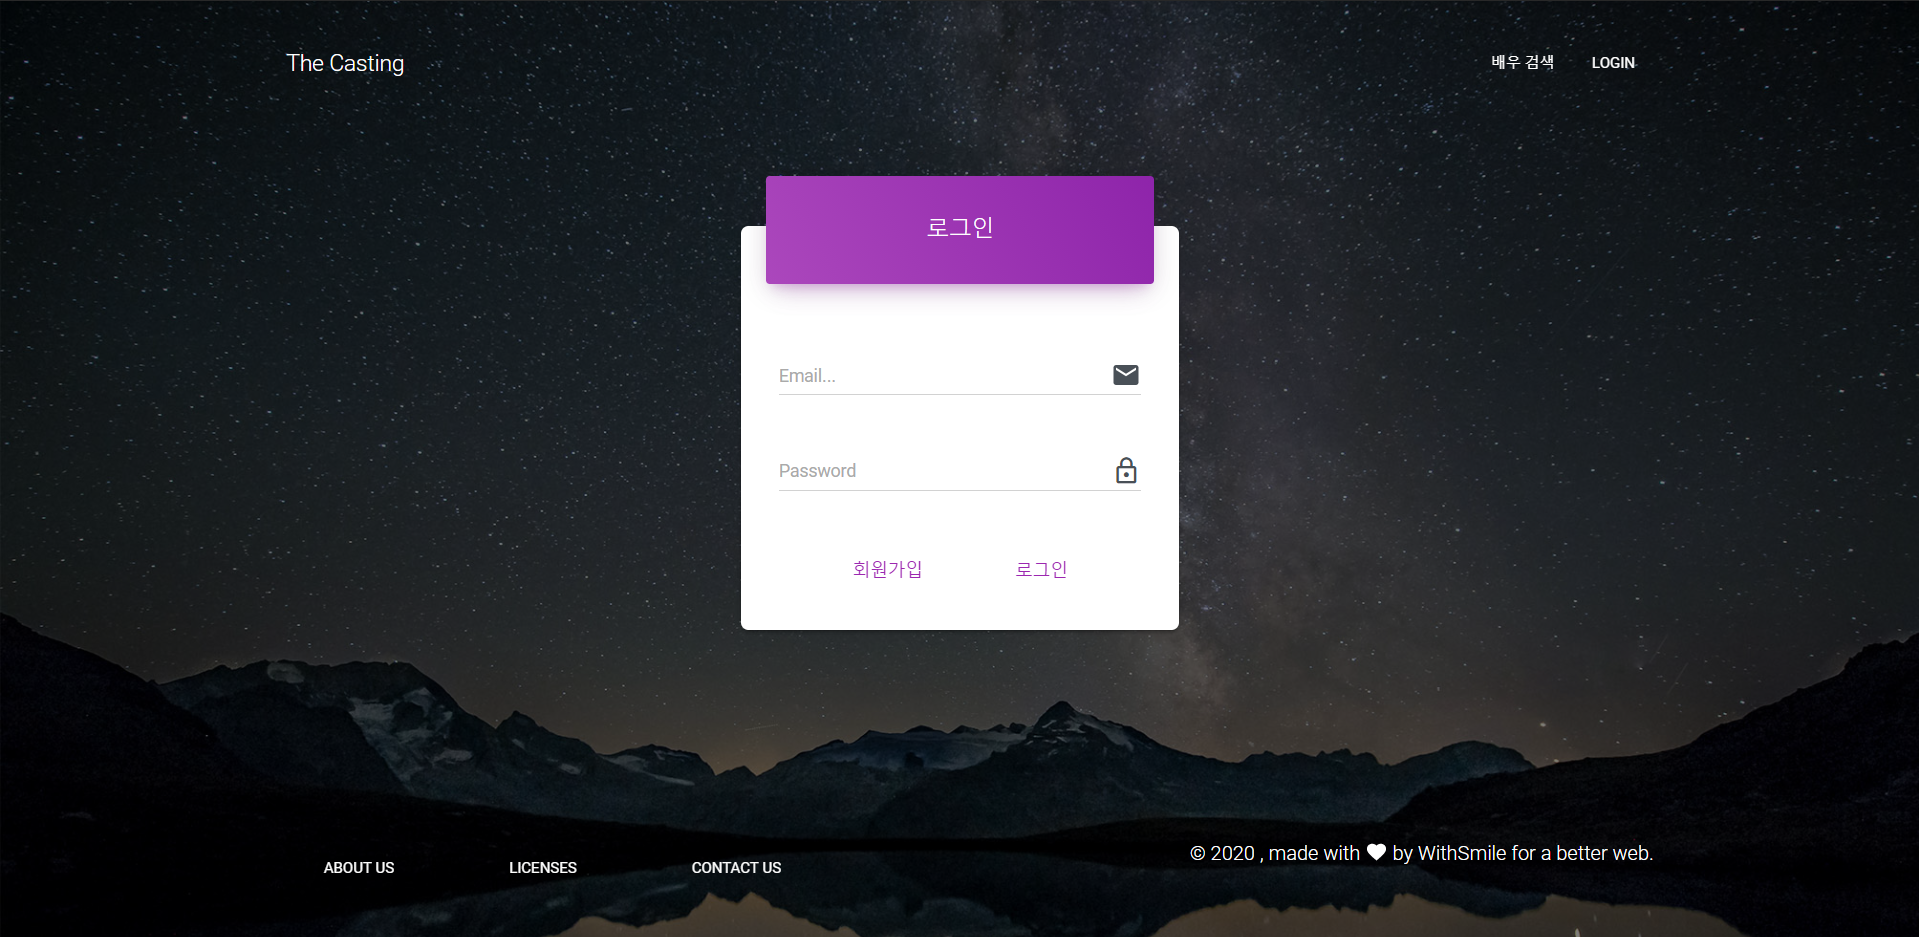 The Casting
배우 검색
LOGIN
로그인
Email...
Password
회원가입
로그인
ABOUT US
LICENSES
CONTACT US
© 2020 , made with ♥ by WithSmile for a better web.